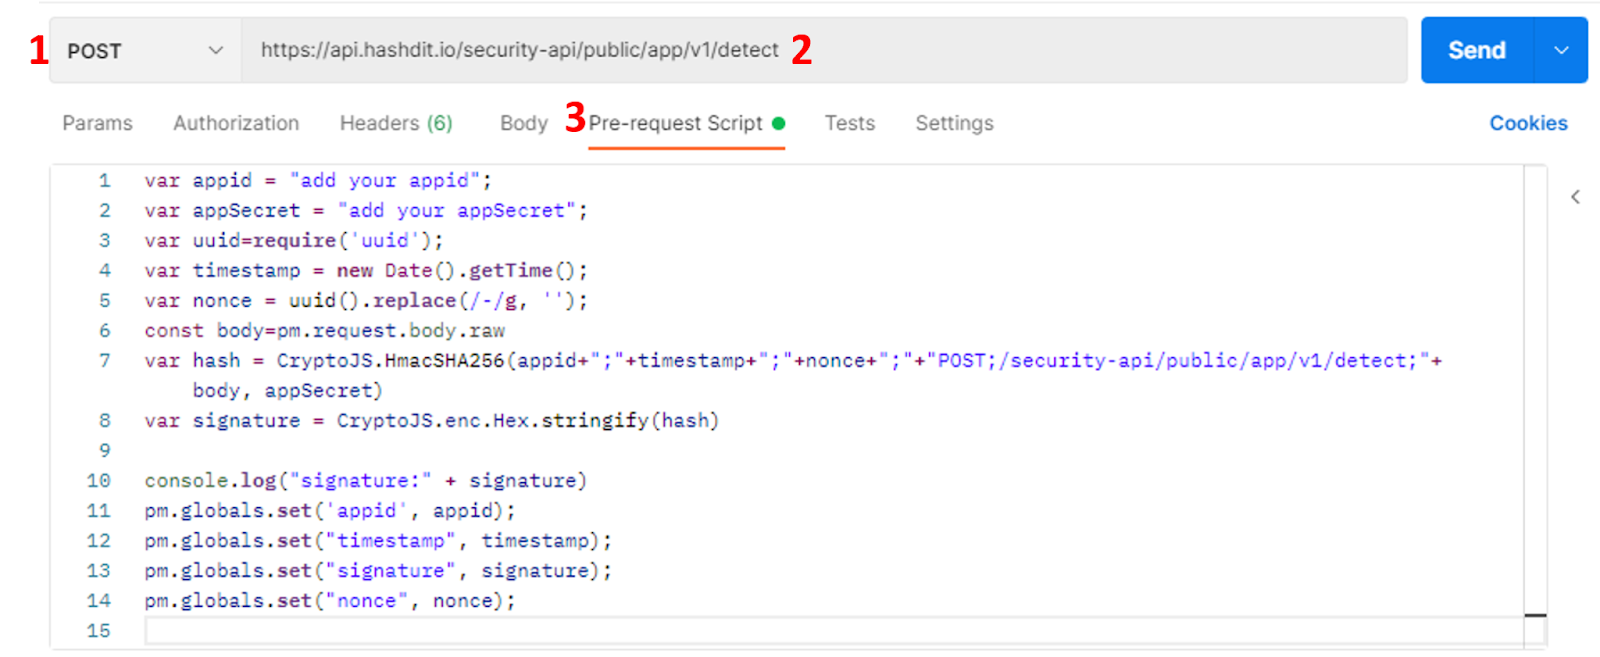 1 POST https://api.hashdit.io/security-api/public/app/v1/detect 2 Send
Params Authorization Headers (6) Body 3 Pre-request Script Tests Settings Cookies
1 var appid = "add your appid";
2 var appSecret = "add your appSecret";
3 var uuid=require('uuid');
4 var timestamp = new Date().getTime();
5 var nonce = uuid().replace(/-/g, '');
6 const body=pm.request.body.raw
7 var hash = CryptoJS.HmacSHA256(appid+";"+timestamp+";"+nonce+";"+"POST;/security-api/public/app/v1/detect;"+
body, appSecret)
8 var signature = CryptoJS.enc.Hex.stringify(hash)
9
10 console.log("signature:" + signature)
11 pm.globals.set('appid', appid);
12 pm.globals.set("timestamp", timestamp);
13 pm.globals.set("signature", signature);
14 pm.globals.set("nonce", nonce);
15